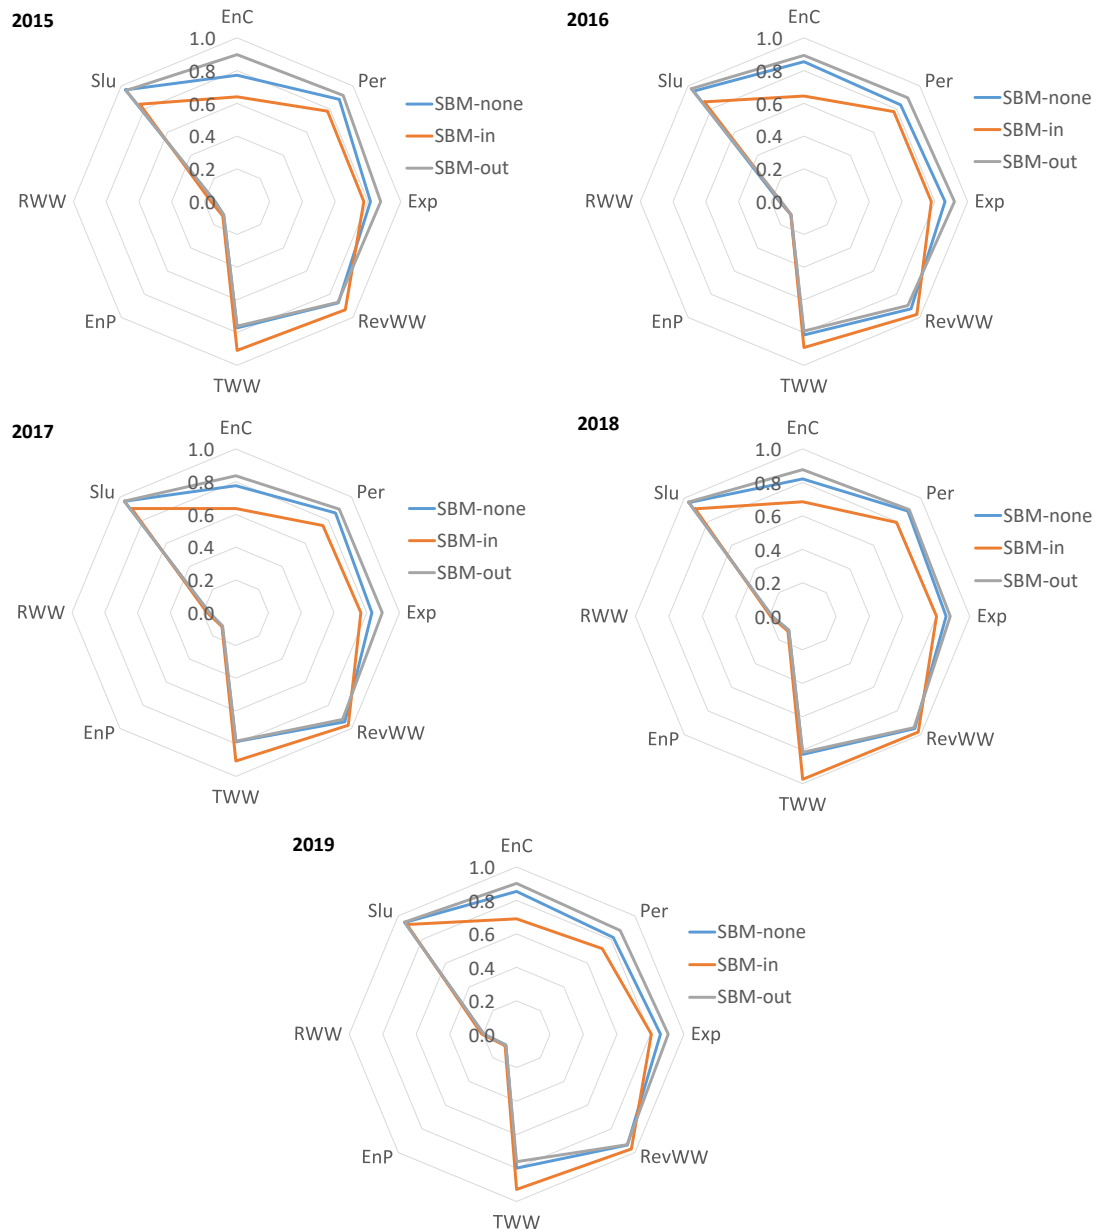 2015
EnC
1.0
0.8
0.6
0.4
0.2
0.0
Per
Exp
RevWW
TWW
EnP
RWW
Slu
SBM-none
SBM-in
SBM-out
2016
EnC
1.0
0.8
0.6
0.4
0.2
0.0
Per
Exp
RevWW
TWW
EnP
RWW
Slu
SBM-none
SBM-in
SBM-out
2017
EnC
1.0
0.8
0.6
0.4
0.2
0.0
Per
Exp
RevWW
TWW
EnP
RWW
Slu
SBM-none
SBM-in
SBM-out
2018
EnC
1.0
0.8
0.6
0.4
0.2
0.0
Per
Exp
RevWW
TWW
EnP
RWW
Slu
SBM-none
SBM-in
SBM-out
2019
EnC
1.0
0.8
0.6
0.4
0.2
0.0
Per
Exp
RevWW
TWW
EnP
RWW
Slu
SBM-none
SBM-in
SBM-out